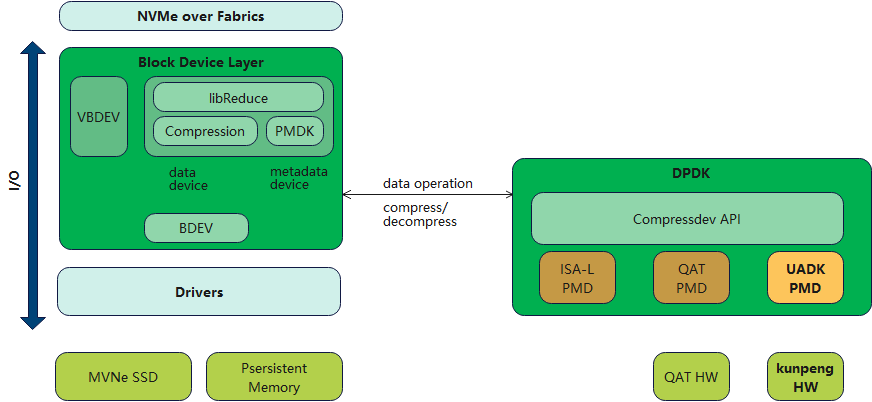 NVMe over Fabrics
I/O
Block Device Layer
VBDEV
libReduce
Compression
PMDK
data
device
metadata
device
BDEV
Drivers
MVNe SSD
Psersistent
Memory
data operation
compress/
decompress
DPDK
Compressdev API
ISA-L
PMD
QAT
PMD
UADK
PMD
QAT HW
kunpeng
HW